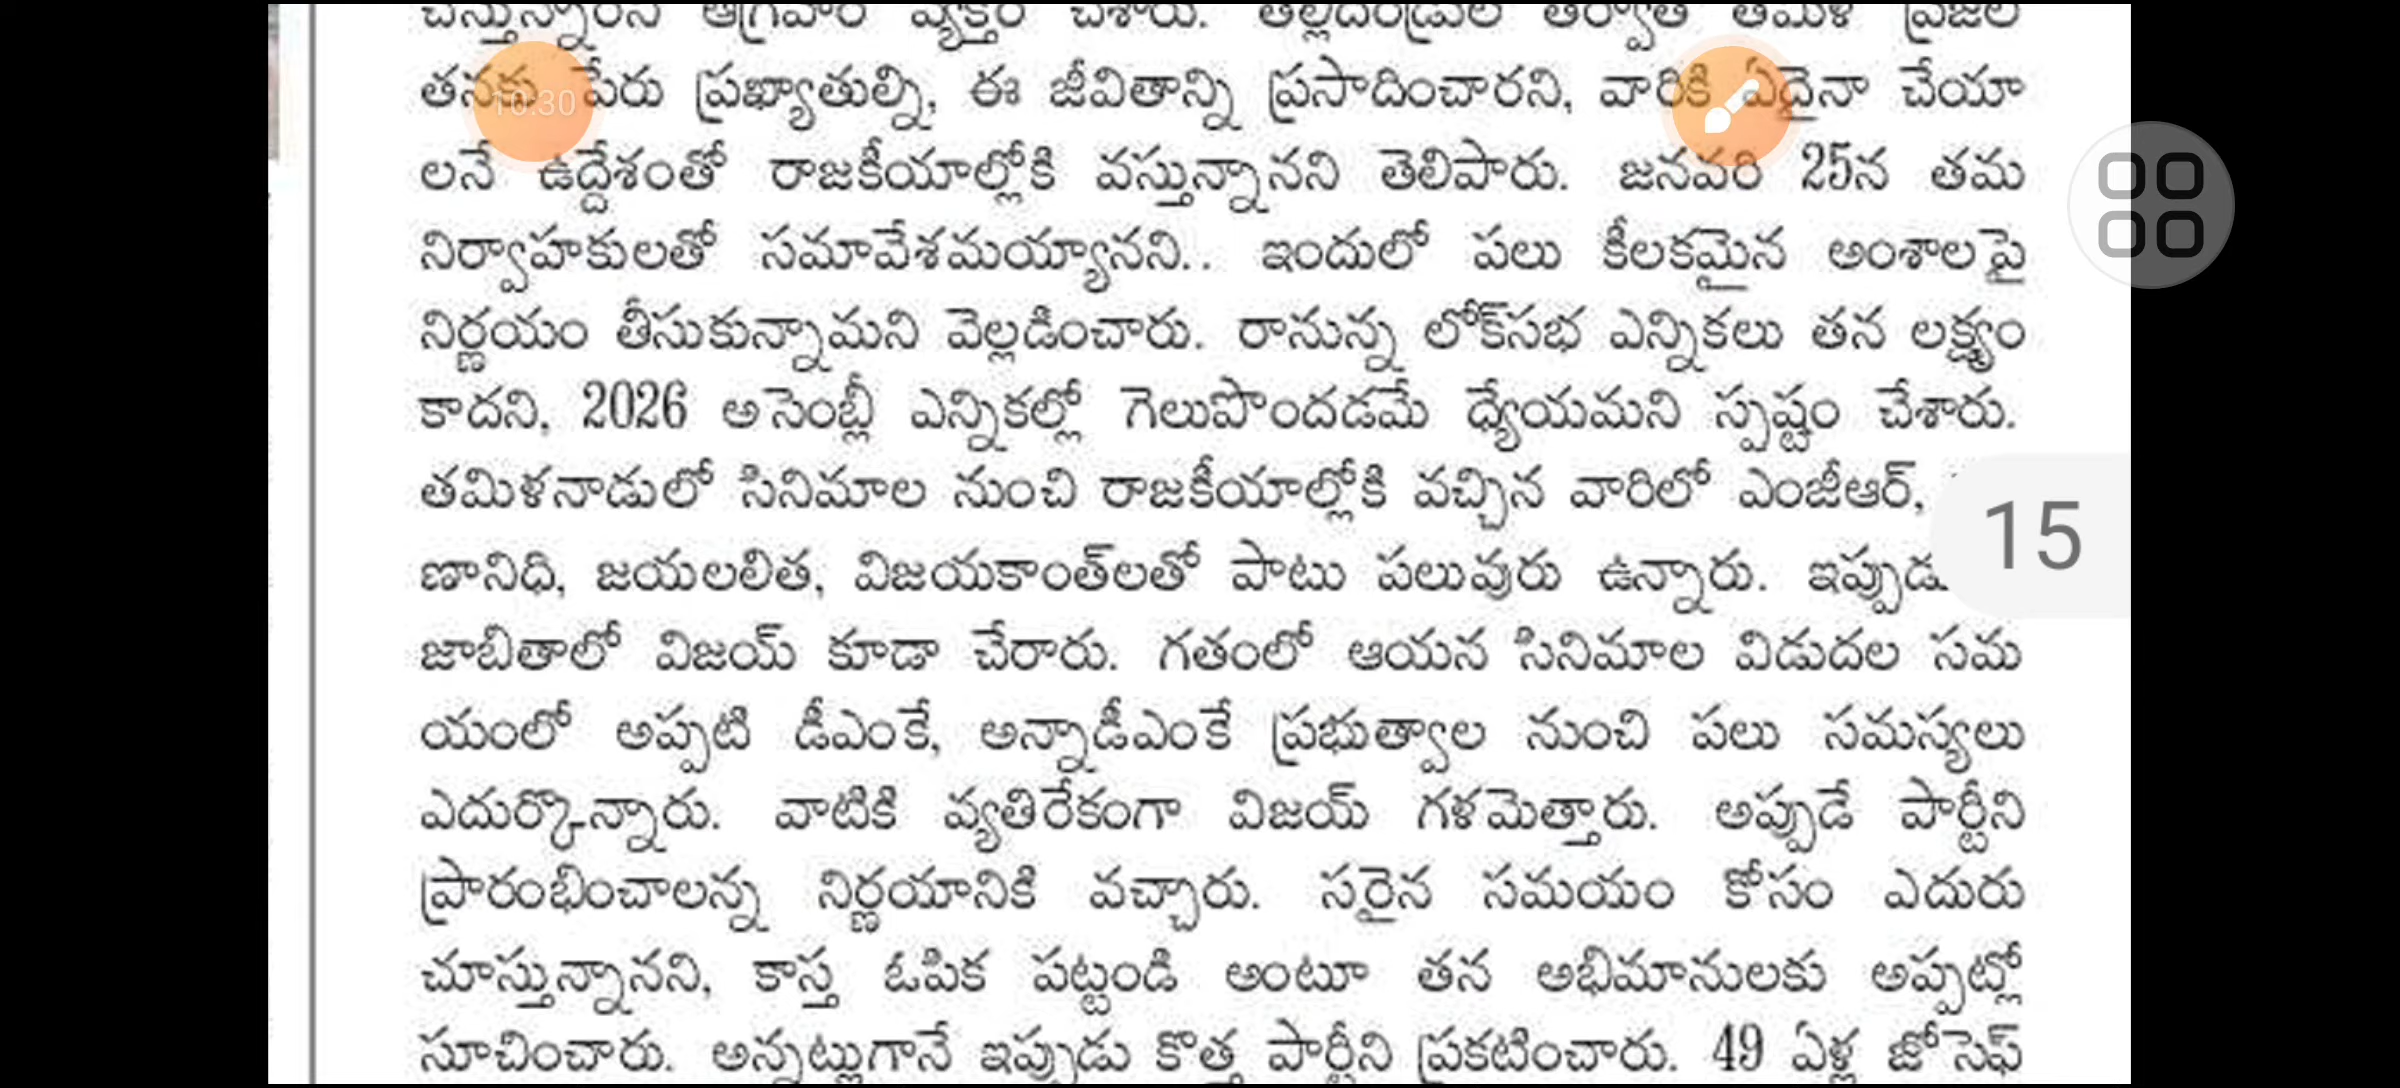 తనకు పేరు ప్రఖ్యాతుల్ని, ఈ జీవితాన్ని ప్రసాదించారని, వారికి ఏదైనా చేయా
10:30
లనే ఉద్దేశంతో రాజకీయాల్లోకి వస్తున్నానని తెలిపారు. జనవరి 25న తమ
నిర్వాహకులతో సమావేశమయ్యానని.. ఇందులో పలు కీలకమైన అంశాలపై
నిర్ణయం తీసుకున్నామని వెల్లడించారు. రానున్న లోక్‌సభ ఎన్నికలు తన లక్ష్యం
కాదని, 2026 అసెంబ్లీ ఎన్నికల్లో గెలుపొందడమే ధ్యేయమని స్పష్టం చేశారు.
తమిళనాడులో సినిమాల నుంచి రాజకీయాల్లోకి వచ్చిన వారిలో ఎంజీఆర్,
15
ణానిధి, జయలలిత, విజయకాంత్‌లతో పాటు పలువురు ఉన్నారు. ఇప్పుడు
జాబితాలో విజయ్ కూడా చేరారు. గతంలో ఆయన సినిమాల విడుదల సమ
యంలో అప్పటి డీఎంకే, అన్నాడీఎంకే ప్రభుత్వాల నుంచి పలు సమస్యలు
ఎదుర్కొన్నారు. వాటికి వ్యతిరేకంగా విజయ్ గళమెత్తారు. అప్పుడే పార్టీని
ప్రారంభించాలన్న నిర్ణయానికి వచ్చారు. సరైన సమయం కోసం ఎదురు
చూస్తున్నానని, కాస్త ఓపిక పట్టండి అంటూ తన అభిమానులకు అప్పట్లో
సూచించారు. అన్నట్లుగానే ఇప్పుడు కొత్త పార్టీని ప్రకటించారు. 49 ఏళ్ల జోసెఫ్